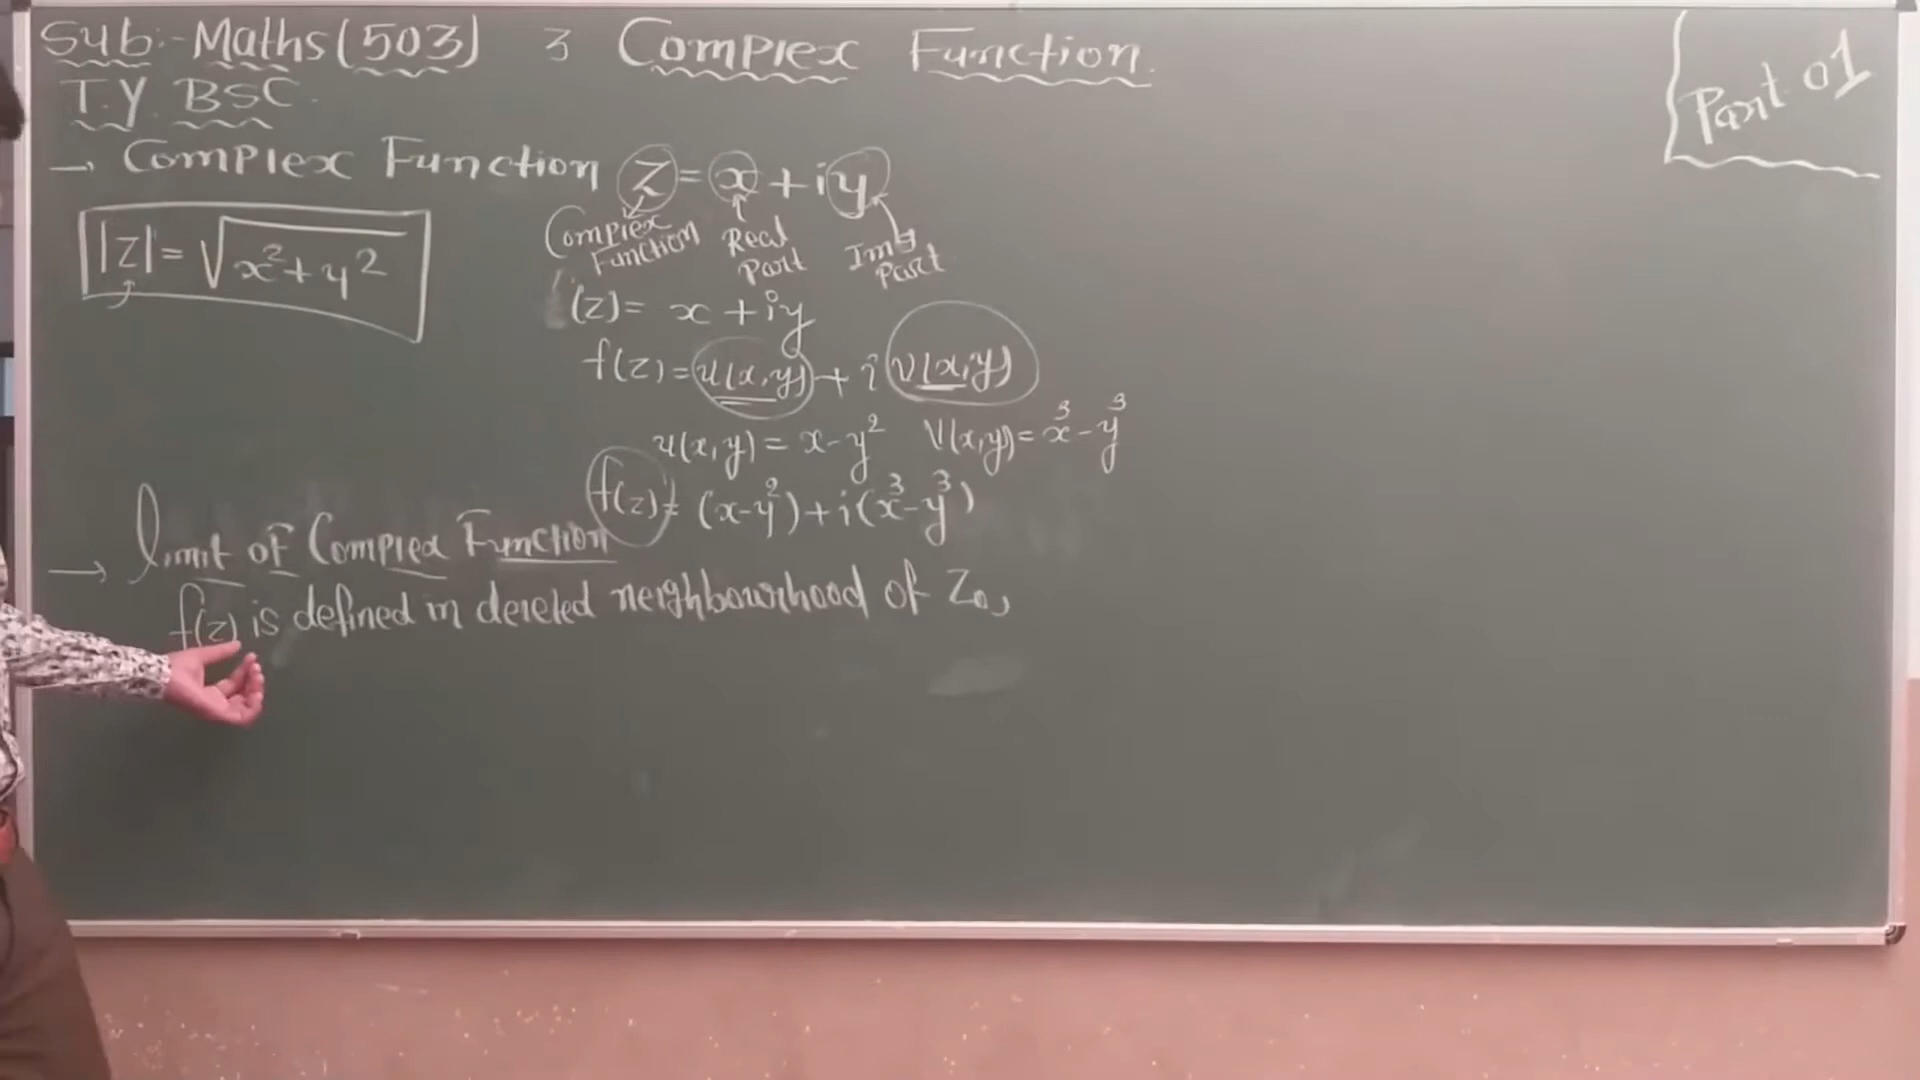 Sub:- Maths (503) 3 Complex Function.
T.Y. BSC.
Part 01
→ Complex Function z = x + iy
Complex Function
Real Part
Img Part
|z| = √x²+y²
(z) = x + iy
f(z) = u(x,y) + i v(x,y)
u(x,y) = x-y² V(x,y) = x³-y³
f(z) = (x-y²)+i(x³-y³)
→ limit of Complex Function
f(z) is defined in dereted neighbourhood of Z₀,